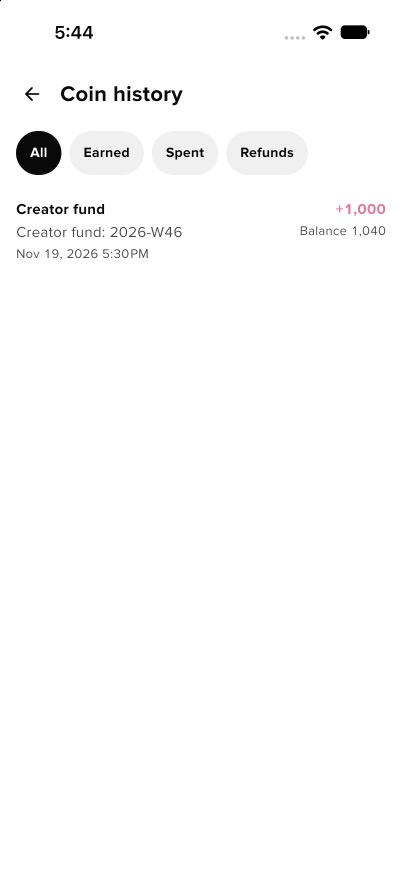 5:44
Coin history
All Earned Spent Refunds
Creator fund +1,000
Creator fund: 2026-W46 Balance 1,040
Nov 19, 2026 5:30PM